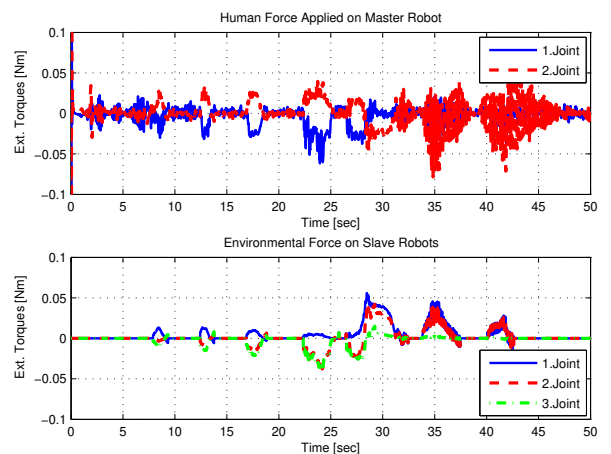 Human Force Applied on Master Robot
0.1
0.05
0
−0.05
−0.1
Ext. Torques [Nm]
1.Joint
2.Joint
0 5 10 15 20 25 30 35 40 45 50
Time [sec]
Environmental Force on Slave Robots
0.1
0.05
0
−0.05
−0.1
Ext. Torques [Nm]
1.Joint
2.Joint
3.Joint
0 5 10 15 20 25 30 35 40 45 50
Time [sec]